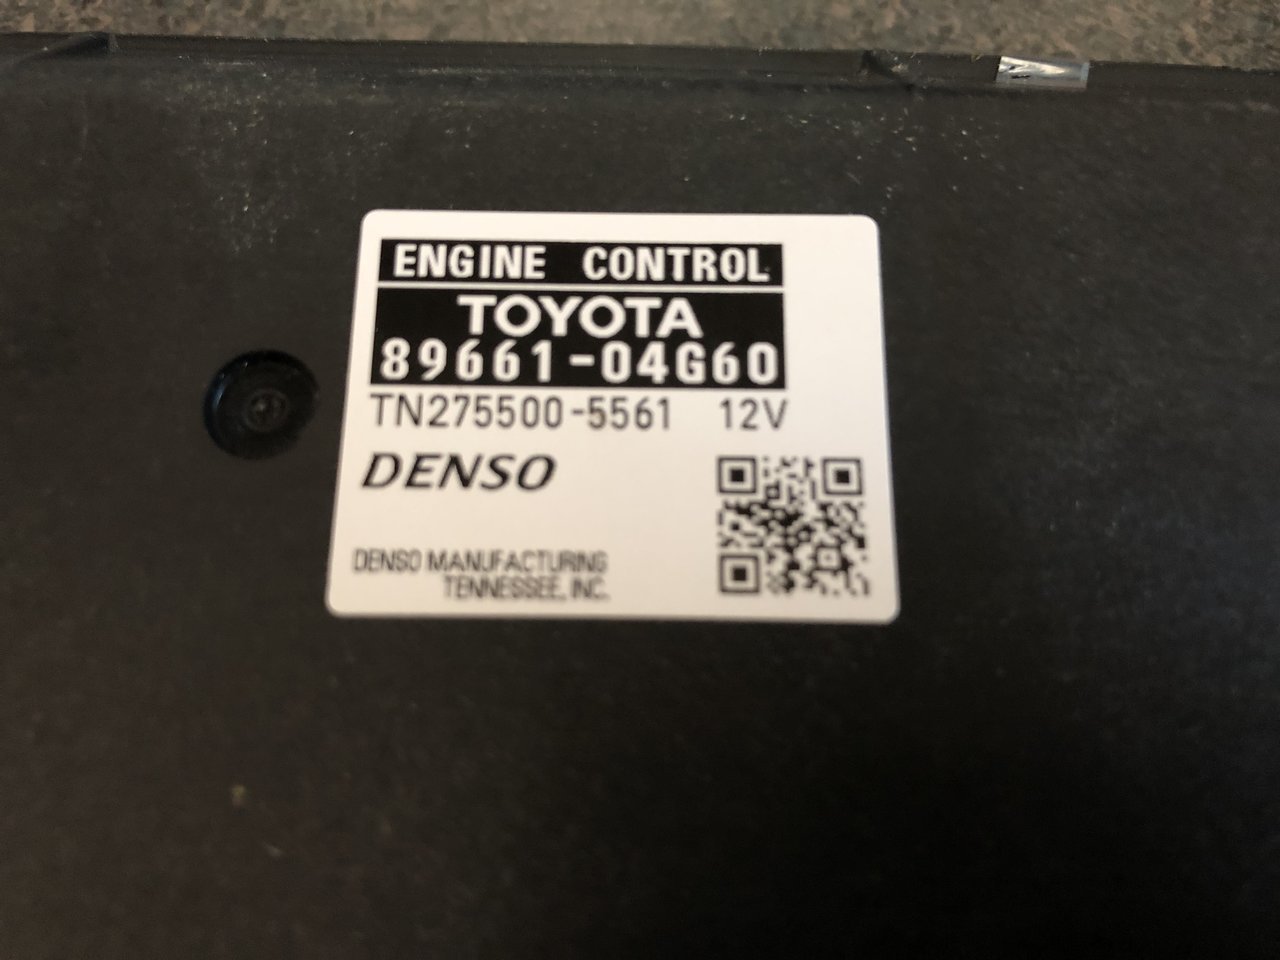 ENGINE CONTROL
TOYOTA
89661-04G60
TN275500-5561 12V
DENSO
DENSO MANUFACTURING
TENNESSEE, INC.